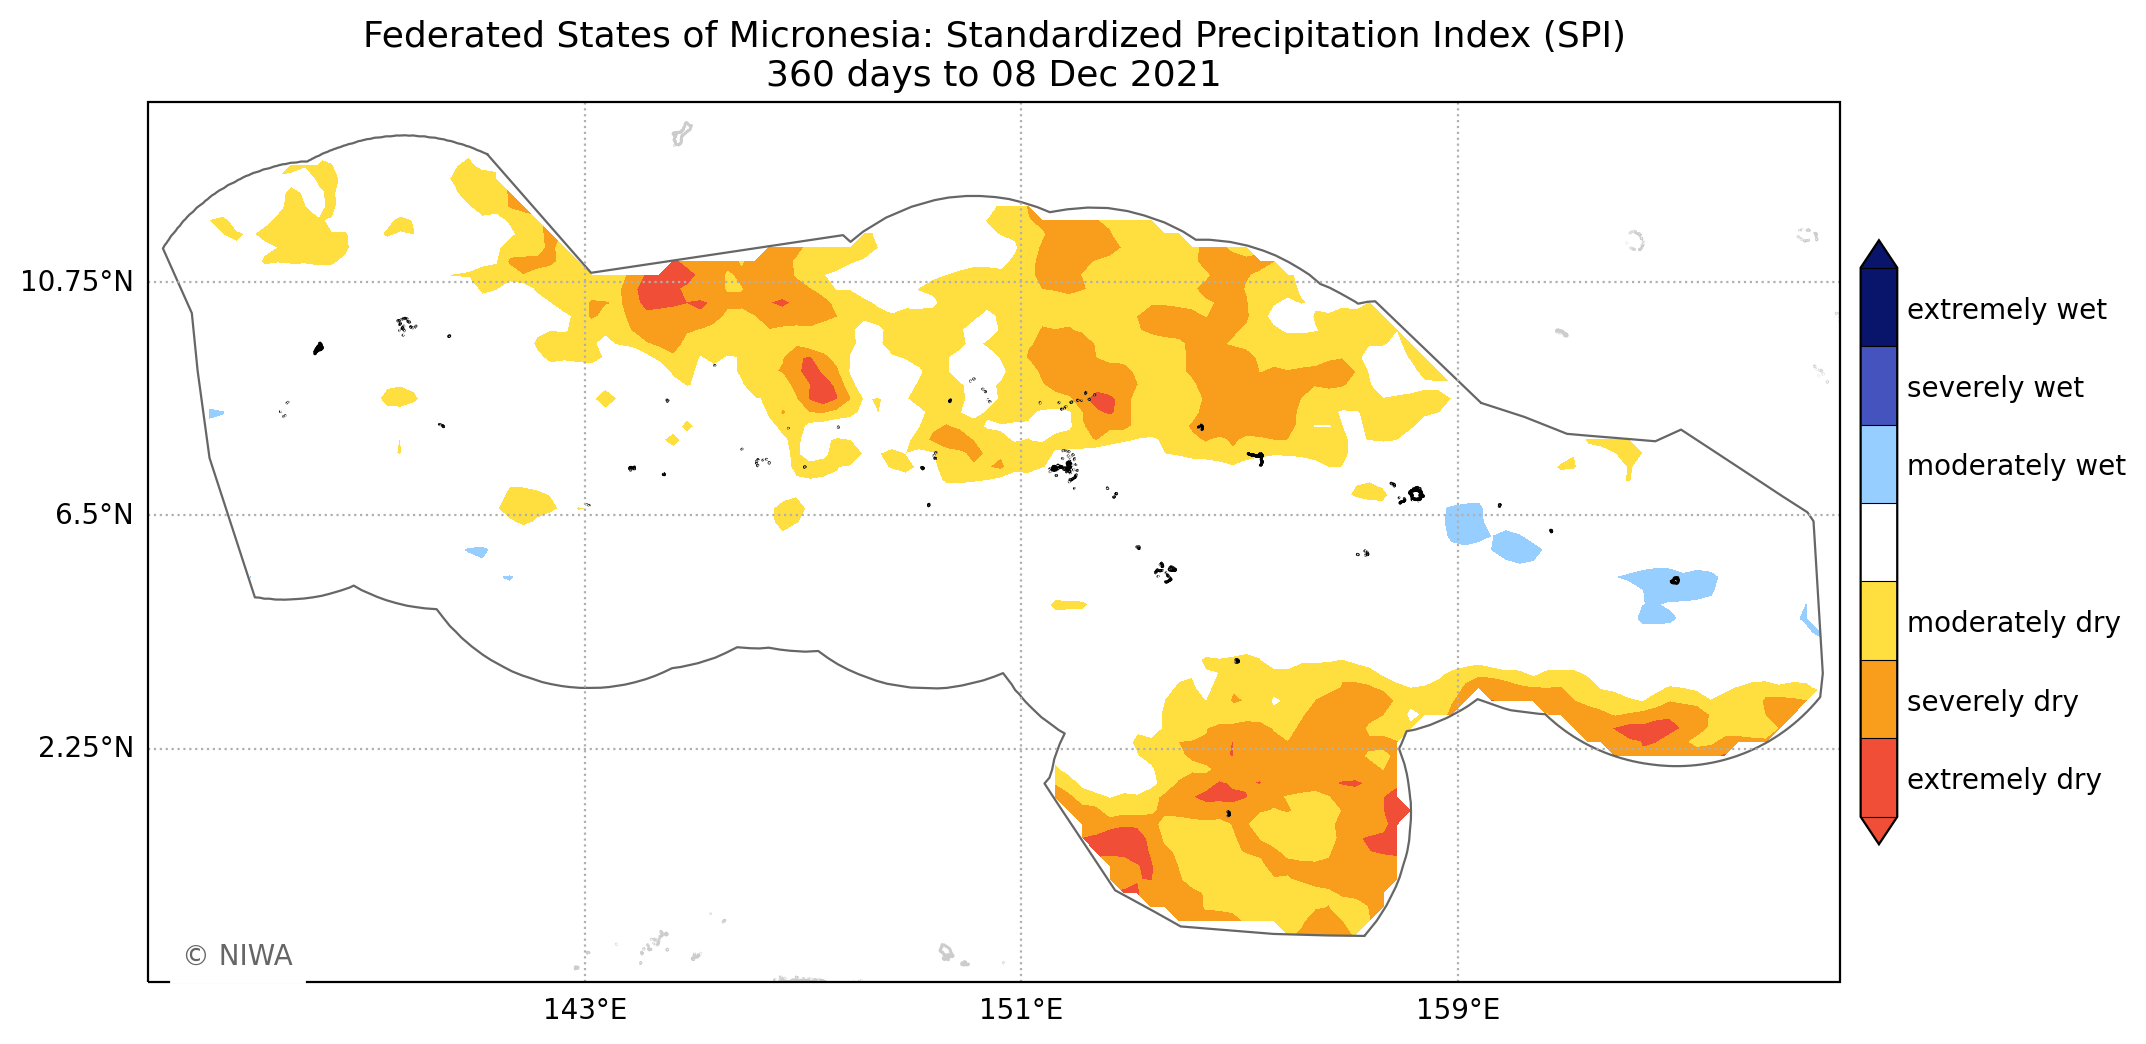 Federated States of Micronesia: Standardized Precipitation Index (SPI)
360 days to 08 Dec 2021
10.75°N
6.5°N
2.25°N
143°E
151°E
159°E
extremely wet
severely wet
moderately wet
moderately dry
severely dry
extremely dry
© NIWA